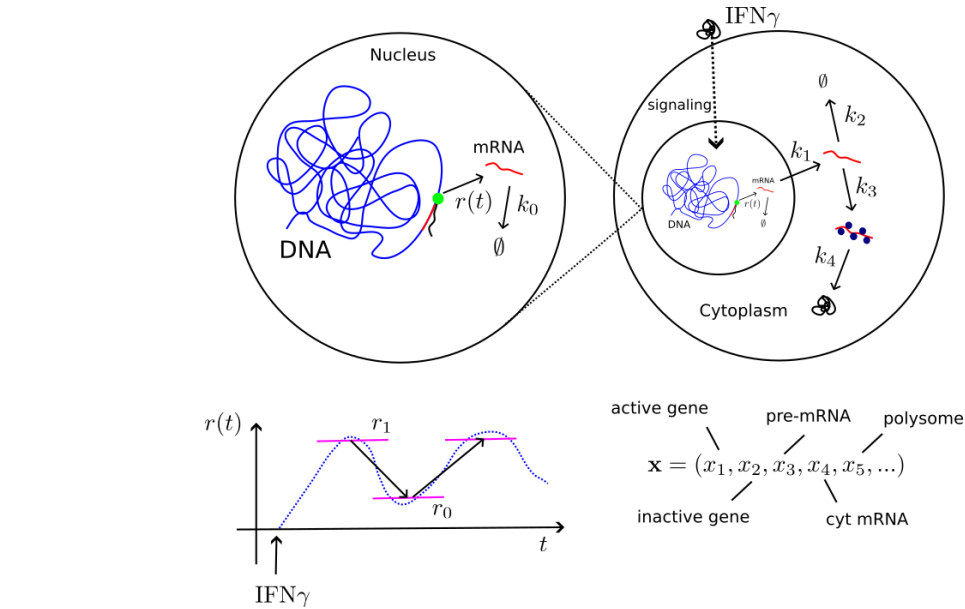 IFNγ
Nucleus
signaling
∅
k₂
mRNA
k₁
k₃
r(t)
k₀
∅
DNA
mRNA
r(t)
∅
DNA
k₄
Cytoplasm
r(t)
r₁
r₀
t
IFNγ
active gene
pre-mRNA
polysome
x = (x₁, x₂, x₃, x₄, x₅, ...)
inactive gene
cyt mRNA